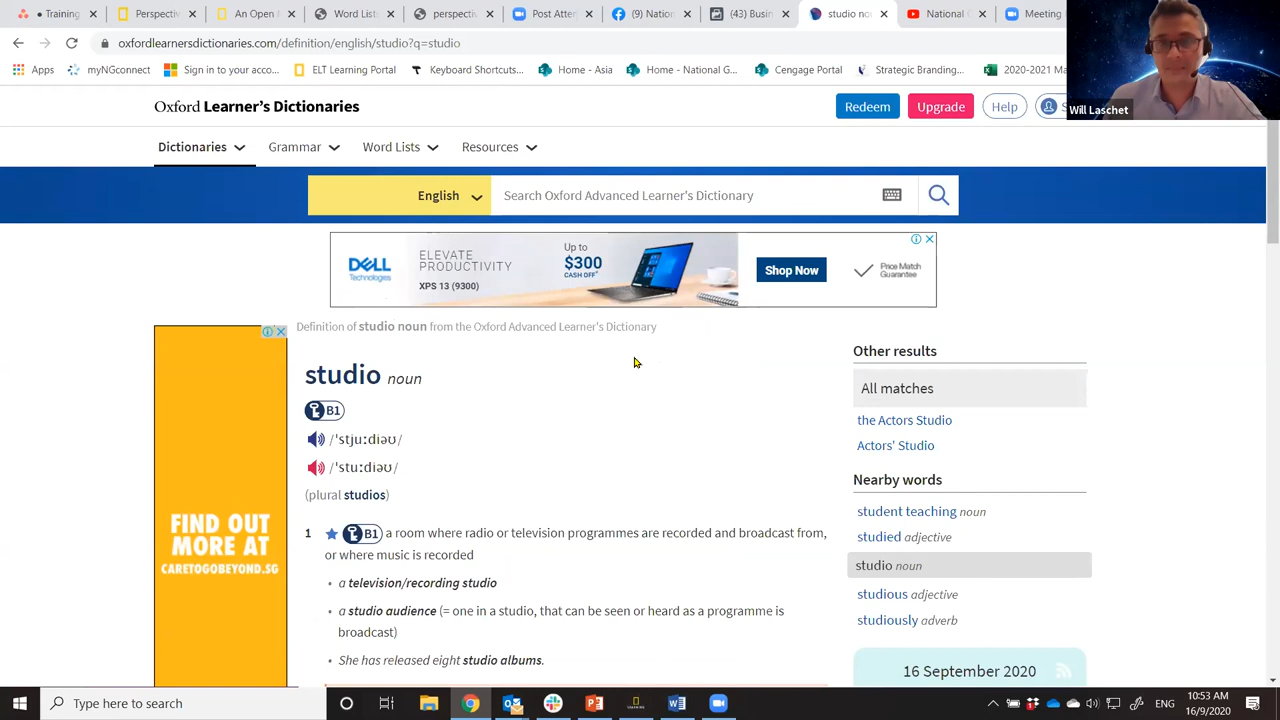 + Training
Perspectiv
An Open I
Word Lists
perspectiv
Post Atten
(9) Nation
(43) Busin
studio no
National G
Meeting
oxfordlearnersdictionaries.com/definition/english/studio?q=studio
Apps
myNGconnect
Sign in to your acco...
ELT Learning Portal
Keyboard Shortcuts...
Home - Asia
Home - National G...
Cengage Portal
Strategic Branding...
2020-2021 M
Will Laschet
Oxford Learner's Dictionaries
Redeem
Upgrade
Help
Dictionaries
Grammar
Word Lists
Resources
English
Search Oxford Advanced Learner's Dictionary
DELL
Technologies
ELEVATE
PRODUCTIVITY
XPS 13 (9300)
Up to
$300
CASH OFF*
Shop Now
Price Match
Guarantee
Definition of studio noun from the Oxford Advanced Learner's Dictionary
studio noun
B1
/ˈstjuːdiəʊ/
/ˈstuːdiəʊ/
(plural studios)
1 B1 a room where radio or television programmes are recorded and broadcast from,
or where music is recorded
• a television/recording studio
• a studio audience (= one in a studio, that can be seen or heard as a programme is
broadcast)
• She has released eight studio albums.
FIND OUT
MORE AT
CARETOGOBEYOND.SG
Other results
All matches
the Actors Studio
Actors' Studio
Nearby words
student teaching noun
studied adjective
studio noun
studious adjective
studiously adverb
16 September 2020
Type here to search
ENG
10:53 AM
16/9/2020